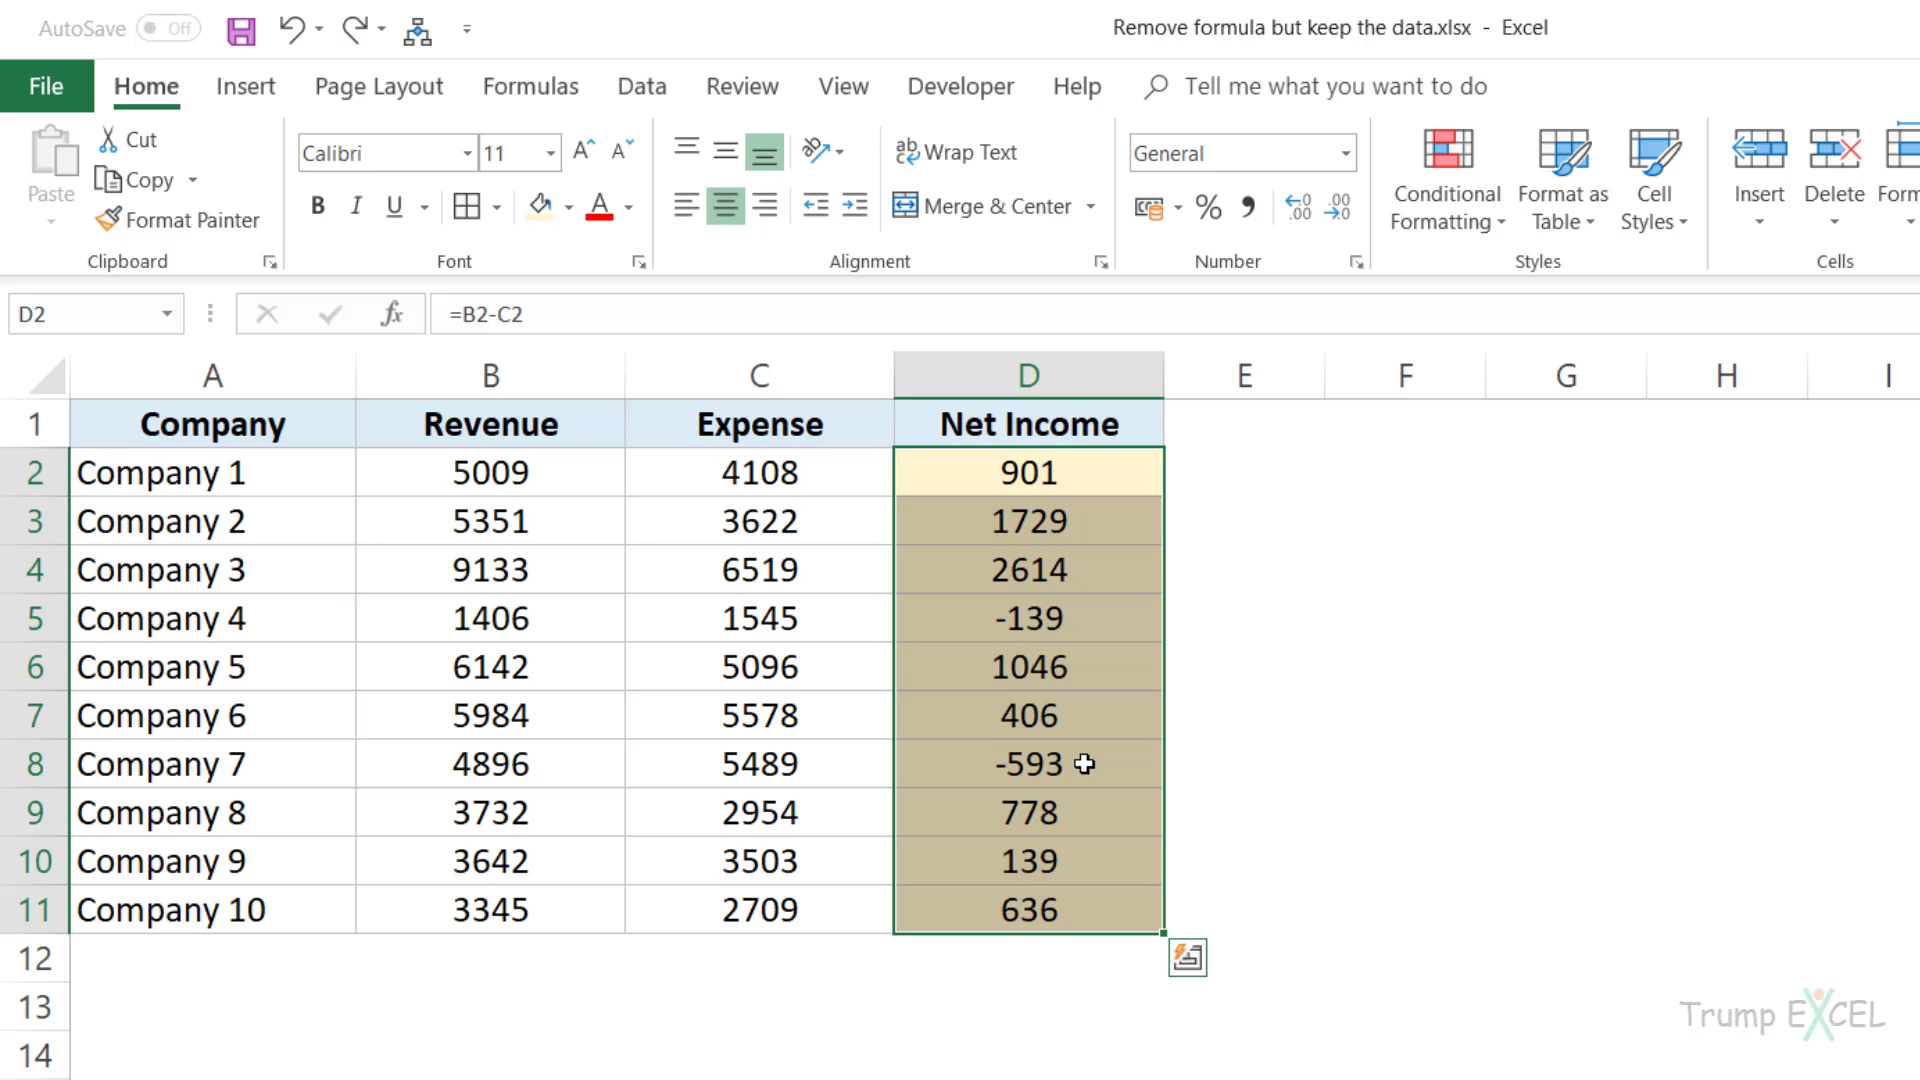 AutoSave Off
Remove formula but keep the data.xlsx - Excel
File Home Insert Page Layout Formulas Data Review View Developer Help Tell me what you want to do
Paste
Cut
Copy
Format Painter
Clipboard
Calibri 11
B I U A
Font
ab Wrap Text
Merge & Center
Alignment
General
% ,
Number
Conditional Formatting
Format as Table
Cell Styles
Styles
Insert Delete Form
Cells
D2 fx =B2-C2
A B C D E F G H I
1 Company Revenue Expense Net Income
2 Company 1 5009 4108 901
3 Company 2 5351 3622 1729
4 Company 3 9133 6519 2614
5 Company 4 1406 1545 -139
6 Company 5 6142 5096 1046
7 Company 6 5984 5578 406
8 Company 7 4896 5489 -593
9 Company 8 3732 2954 778
10 Company 9 3642 3503 139
11 Company 10 3345 2709 636
12
13
14
Trump EXCEL